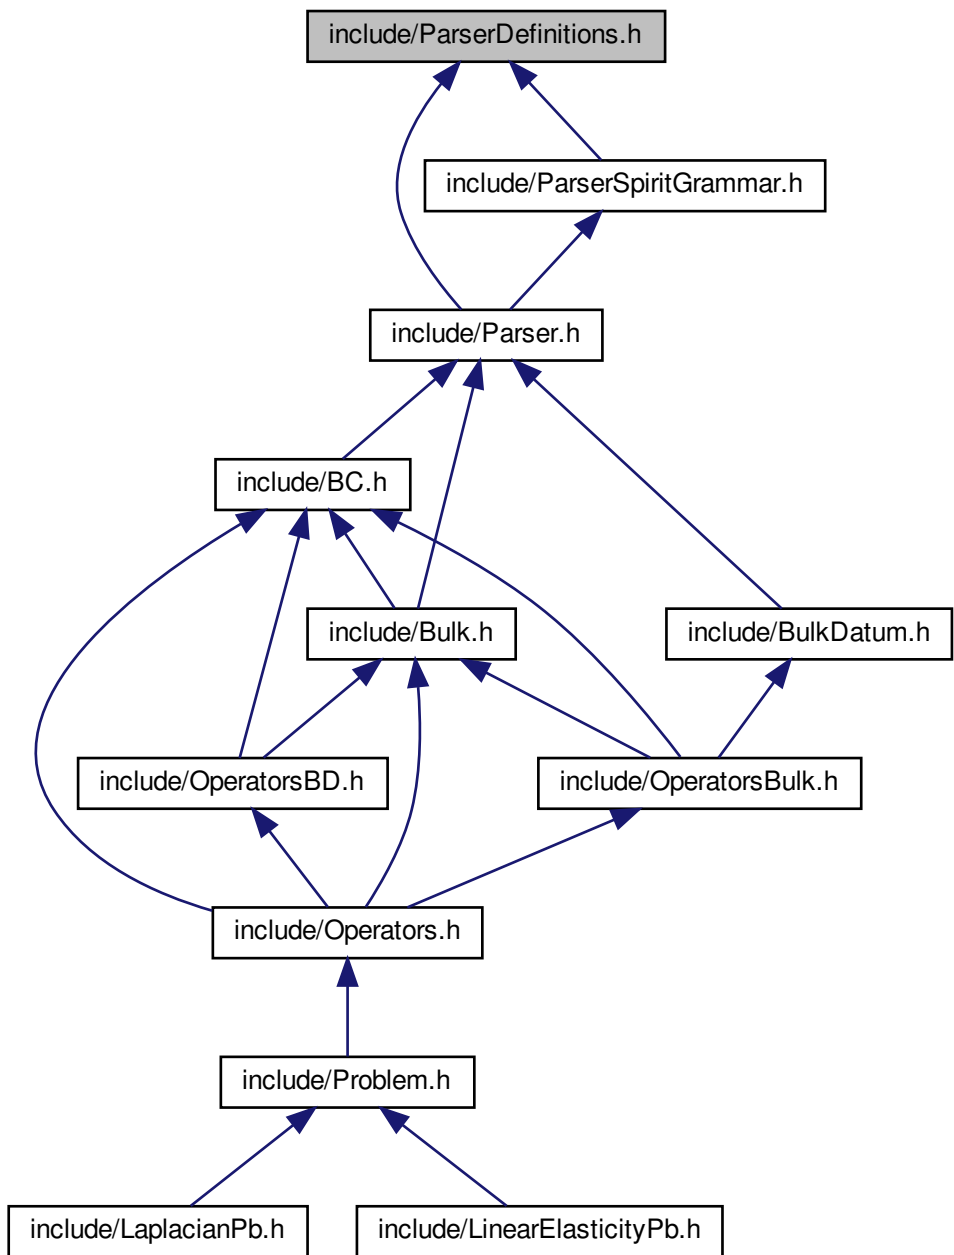 include/ParserDefinitions.h
include/ParserSpiritGrammar.h
include/Parser.h
include/BC.h
include/Bulk.h
include/BulkDatum.h
include/OperatorsBD.h
include/OperatorsBulk.h
include/Operators.h
include/Problem.h
include/LaplacianPb.h
include/LinearElasticityPb.h